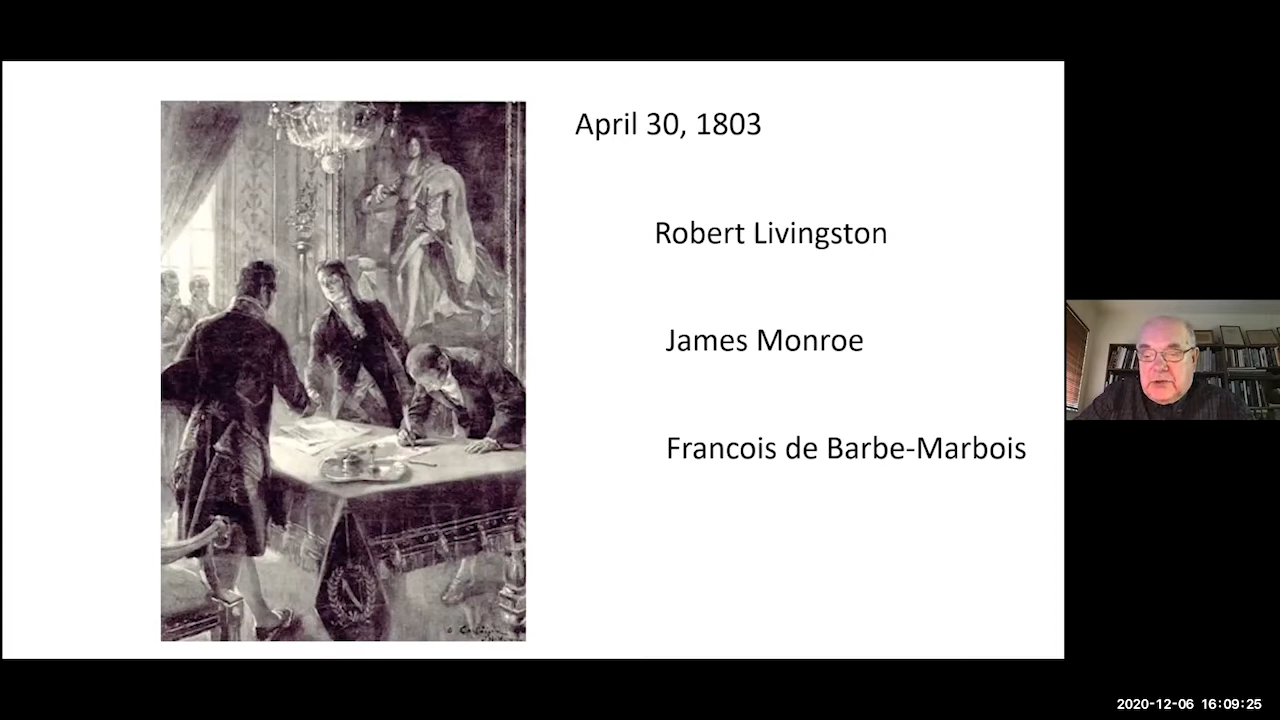 April 30, 1803
Robert Livingston
James Monroe
Francois de Barbe-Marbois
N
2020-12-06 16:09:25